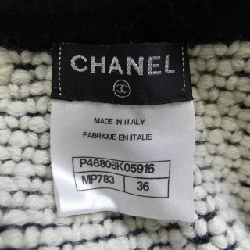 CHANEL
MADE IN ITALY
FABRIQUE EN ITALIE
P46806K05916
MP783 36